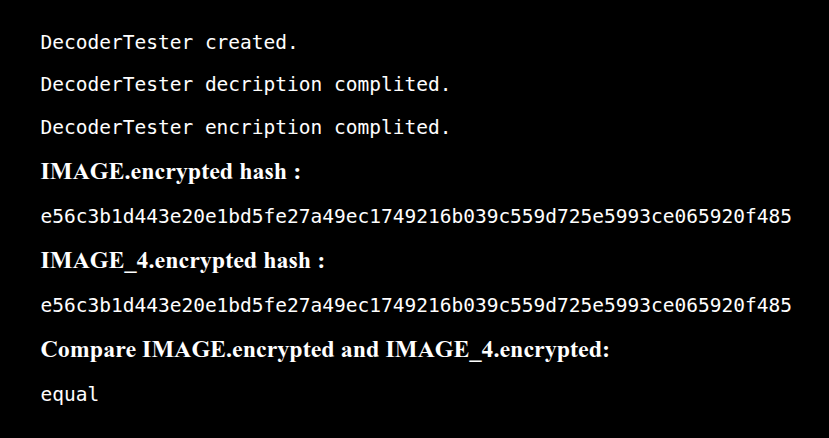 DecoderTester created.
DecoderTester decription complited.
DecoderTester encription complited.
IMAGE.encrypted hash :
e56c3b1d443e20e1bd5fe27a49ec1749216b039c559d725e5993ce065920f485
IMAGE_4.encrypted hash :
e56c3b1d443e20e1bd5fe27a49ec1749216b039c559d725e5993ce065920f485
Compare IMAGE.encrypted and IMAGE_4.encrypted:
equal